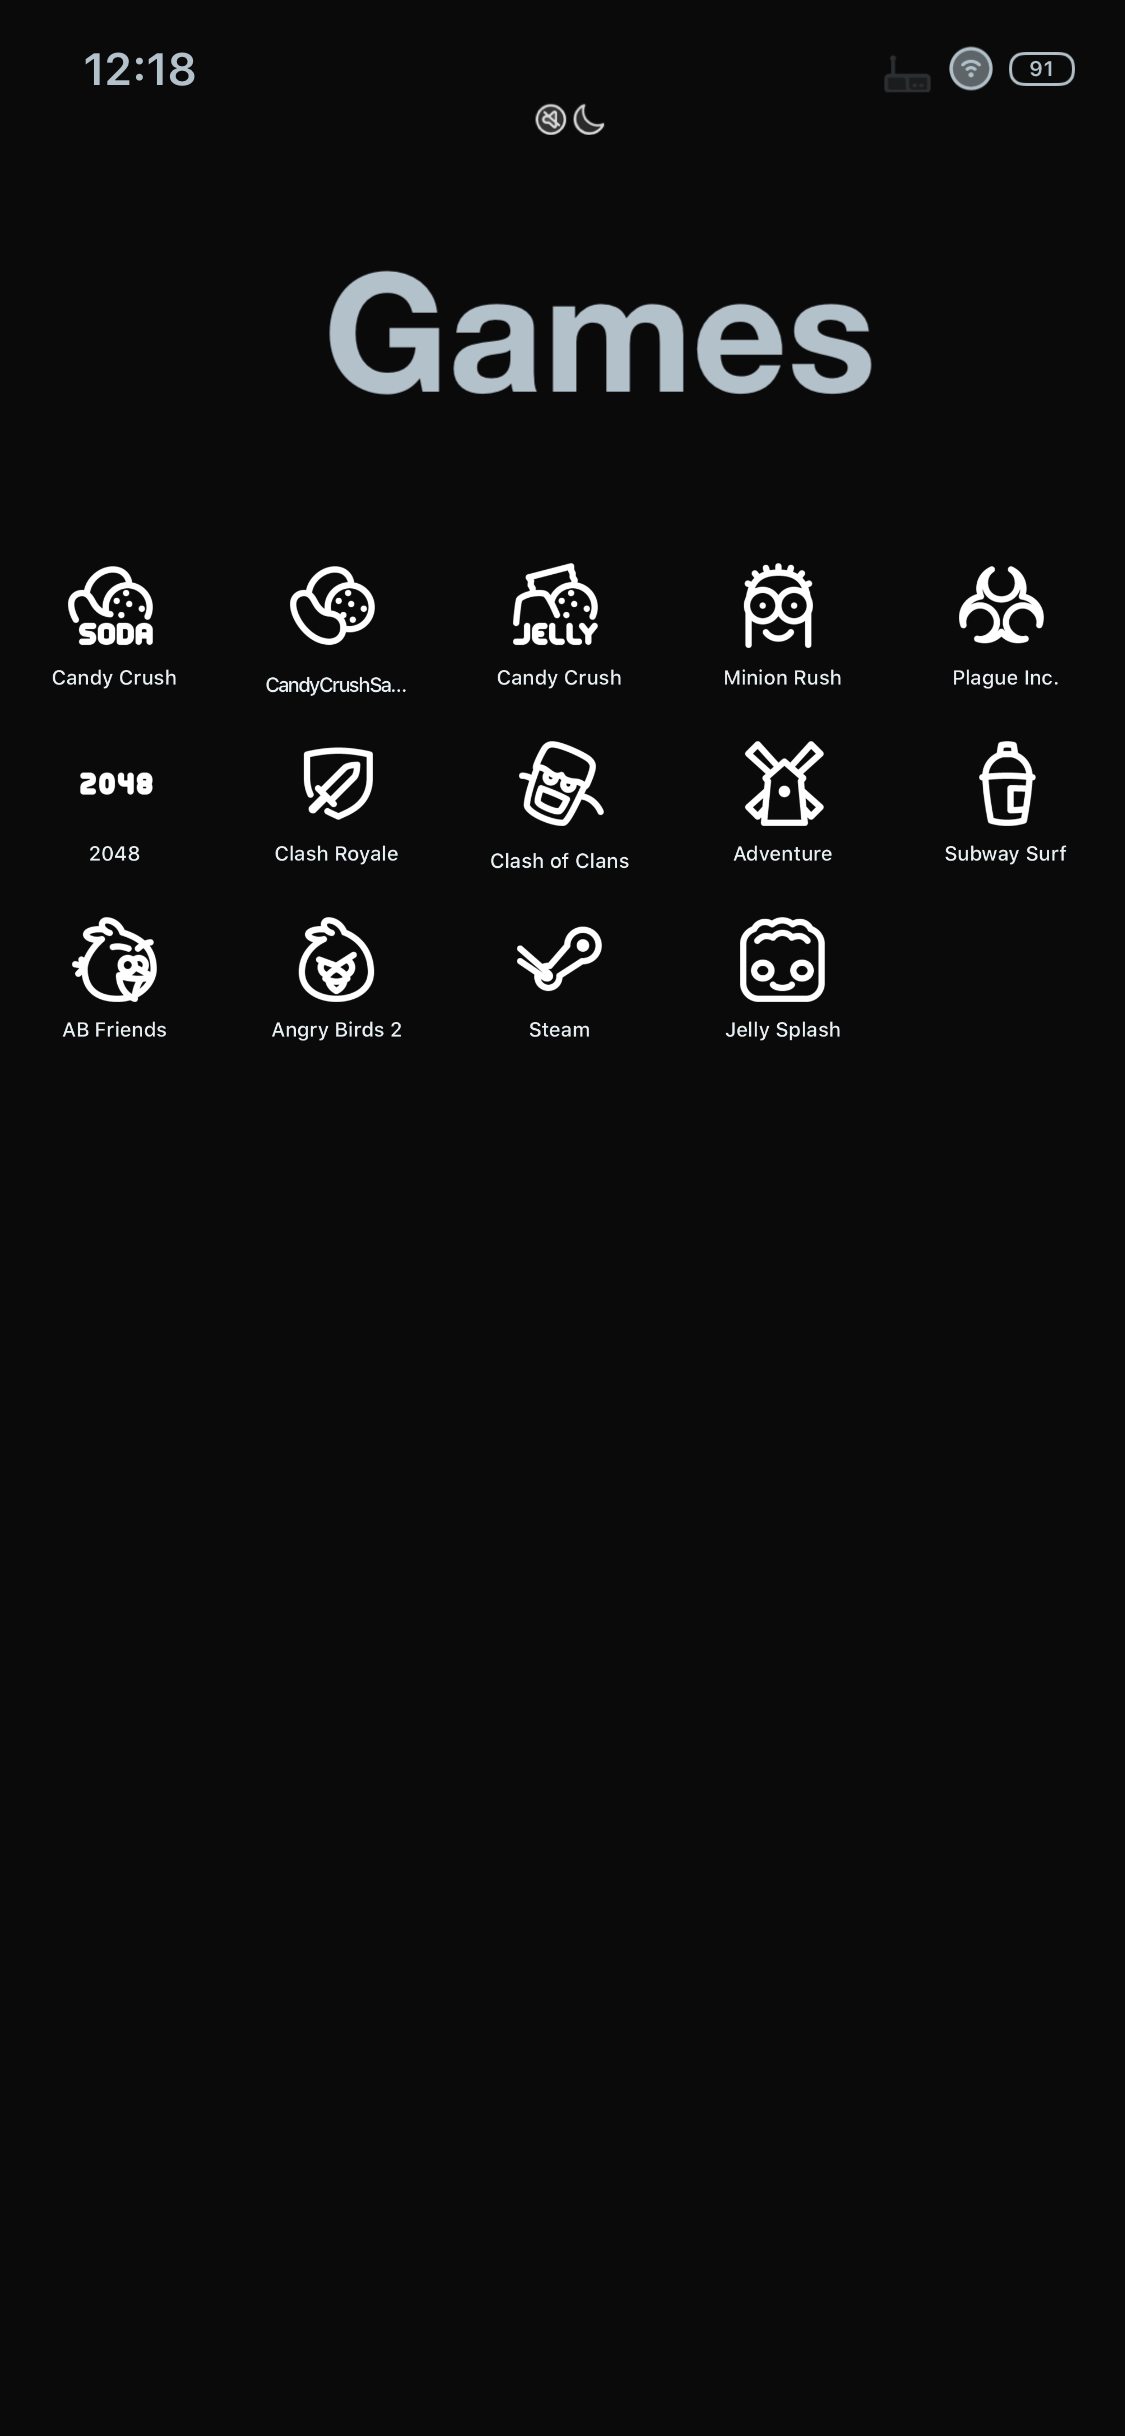 12:18
91
Games
SODA
JELLY
Candy Crush
CandyCrushSa...
Candy Crush
Minion Rush
Plague Inc.
2048
2048
Clash Royale
Clash of Clans
Adventure
Subway Surf
AB Friends
Angry Birds 2
Steam
Jelly Splash